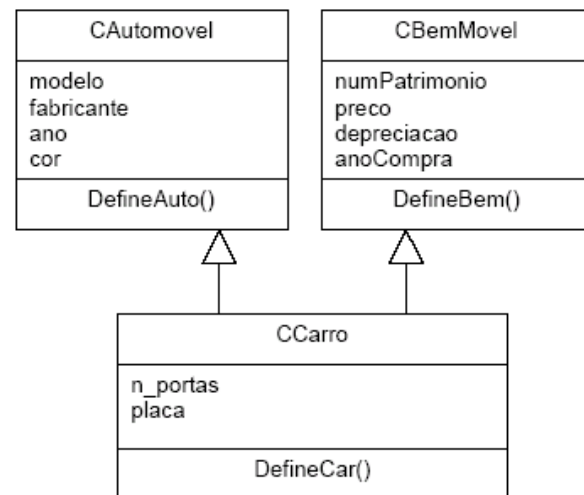 CAutomovel
modelo
fabricante
ano
cor
DefineAuto()
CBemMovel
numPatrimonio
preco
depreciacao
anoCompra
DefineBem()
CCarro
n_portas
placa
DefineCar()